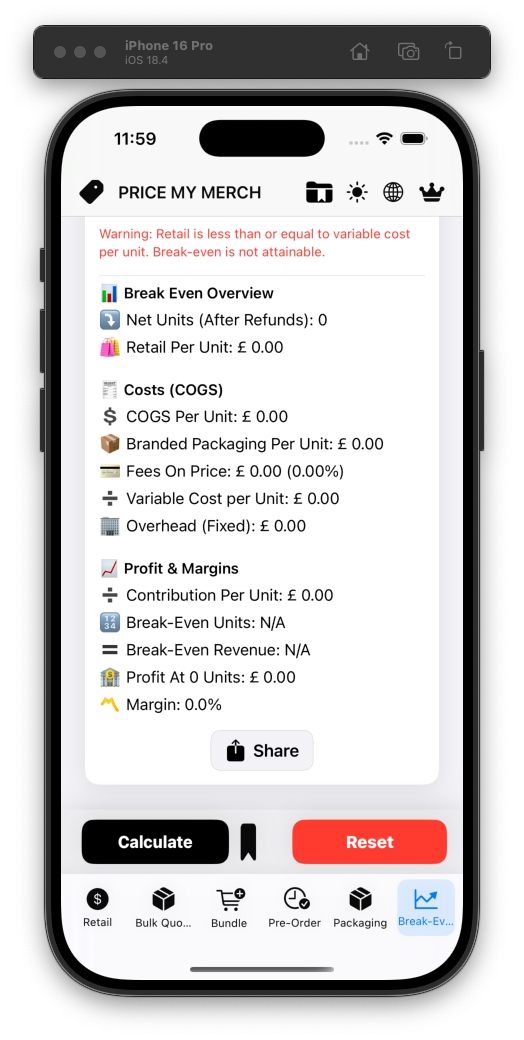 iPhone 16 Pro
iOS 18.4
11:59
PRICE MY MERCH
Warning: Retail is less than or equal to variable cost
per unit. Break-even is not attainable.
Break Even Overview
Net Units (After Refunds): 0
Retail Per Unit: £ 0.00
Costs (COGS)
COGS Per Unit: £ 0.00
Branded Packaging Per Unit: £ 0.00
Fees On Price: £ 0.00 (0.00%)
Variable Cost per Unit: £ 0.00
Overhead (Fixed): £ 0.00
Profit & Margins
Contribution Per Unit: £ 0.00
Break-Even Units: N/A
Break-Even Revenue: N/A
Profit At 0 Units: £ 0.00
Margin: 0.0%
Share
Calculate Reset
Retail Bulk Quo... Bundle Pre-Order Packaging Break-Ev...